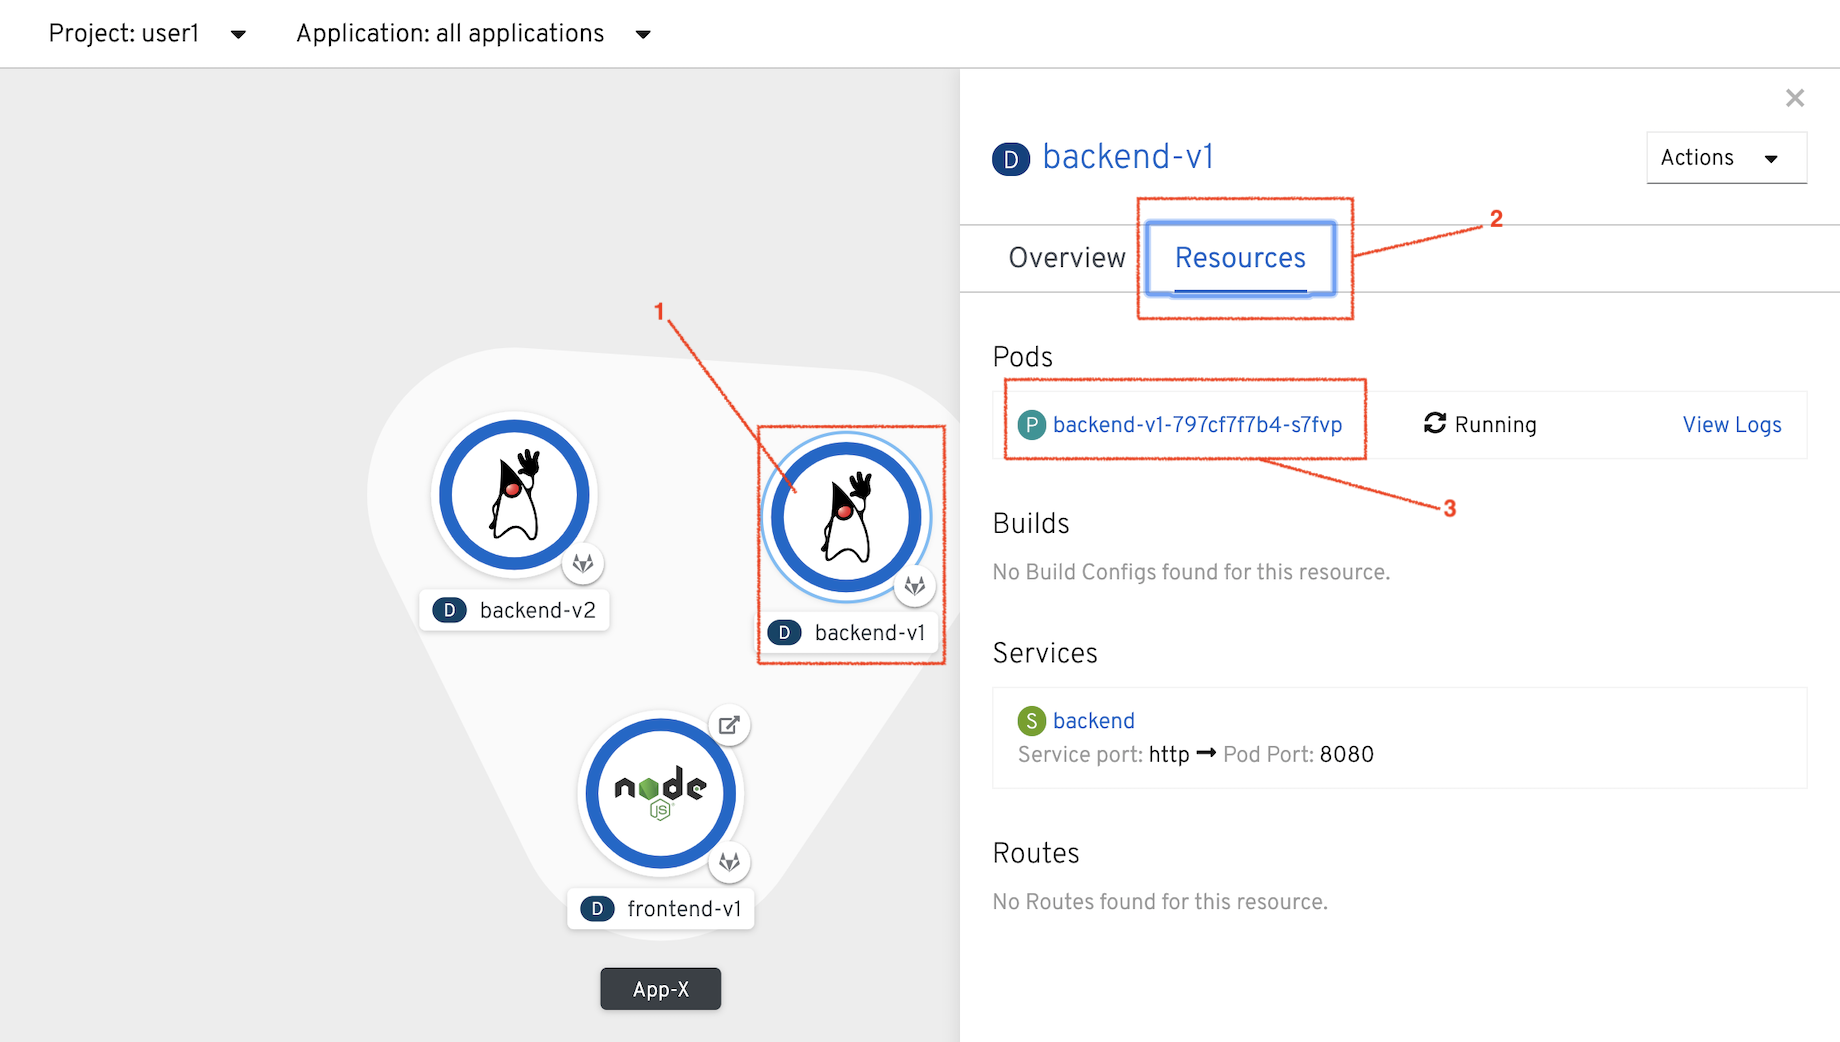 Project: user1
Application: all applications
D backend-v1
Actions
Overview
Resources
2
1
Pods
P backend-v1-797cf7f7b4-s7fvp
Running
View Logs
3
Builds
No Build Configs found for this resource.
D backend-v2
D backend-v1
Services
S backend
Service port: http → Pod Port: 8080
node
JS
D frontend-v1
Routes
No Routes found for this resource.
App-X